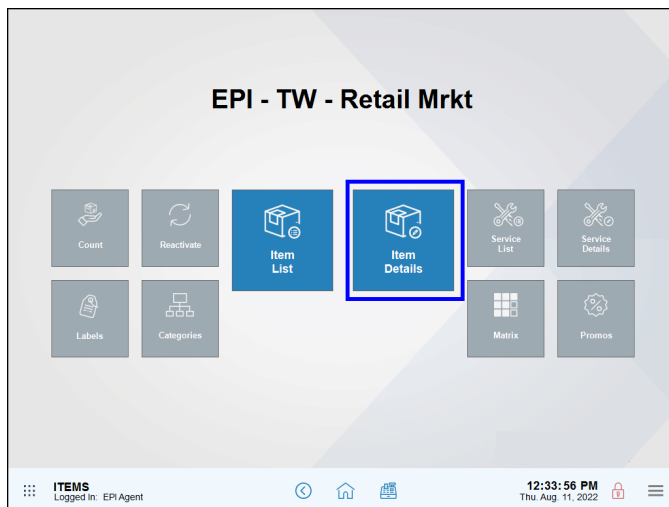 EPI - TW - Retail Mrkt
Count
Reactivate
Item
List
Item
Details
Service
List
Service
Details
Labels
Categories
Matrix
Promos
ITEMS
Logged In: EPI Agent
12:33:56 PM
Thu. Aug. 11, 2022